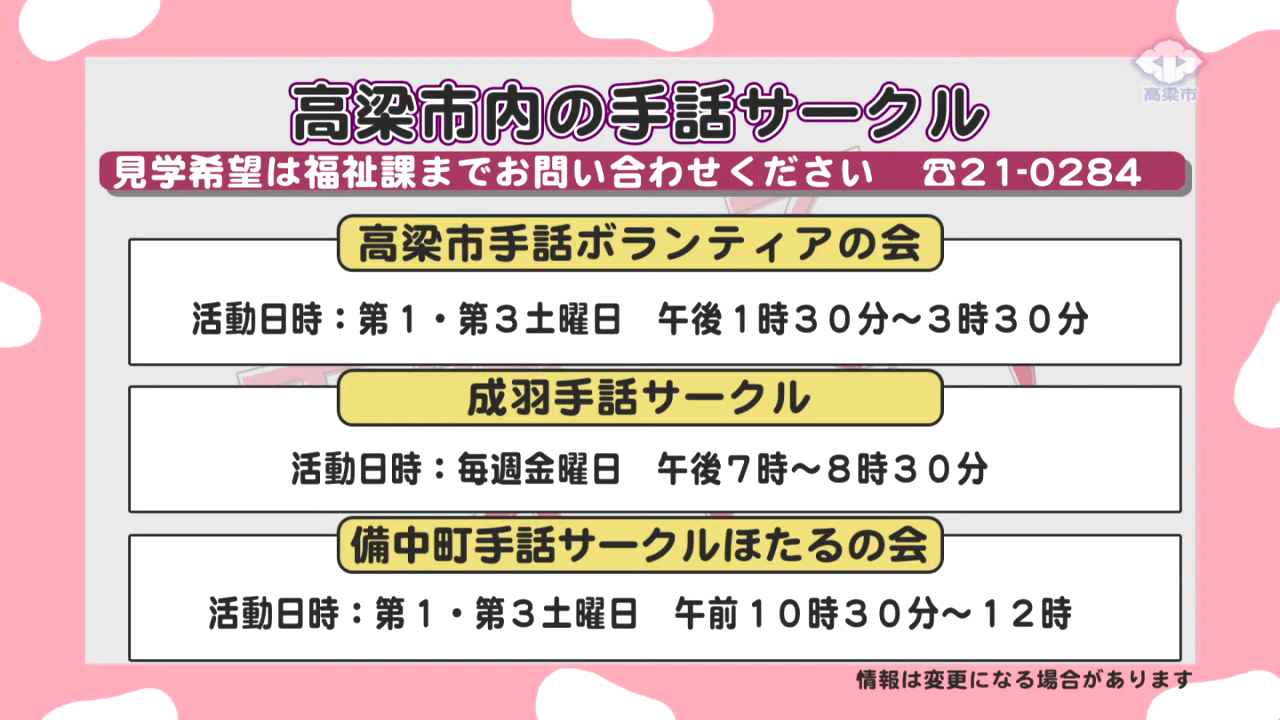 高梁市
高梁市内の手話サークル
見学希望は福祉課までお問い合わせください ☎21-0284
高梁市手話ボランティアの会
活動日時：第１・第３土曜日　午後１時３０分～３時３０分
成羽手話サークル
活動日時：毎週金曜日　午後７時～８時３０分
備中町手話サークルほたるの会
活動日時：第１・第３土曜日　午前１０時３０分～１２時
情報は変更になる場合があります